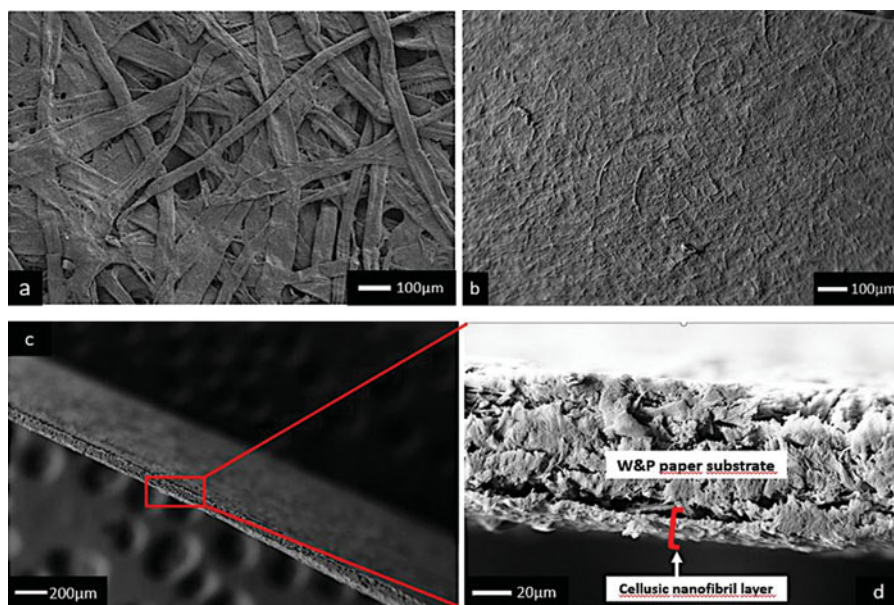 a
100µm
b
100µm
c
200µm
W&P paper substrate
20µm
Cellusic nanofibril layer
d